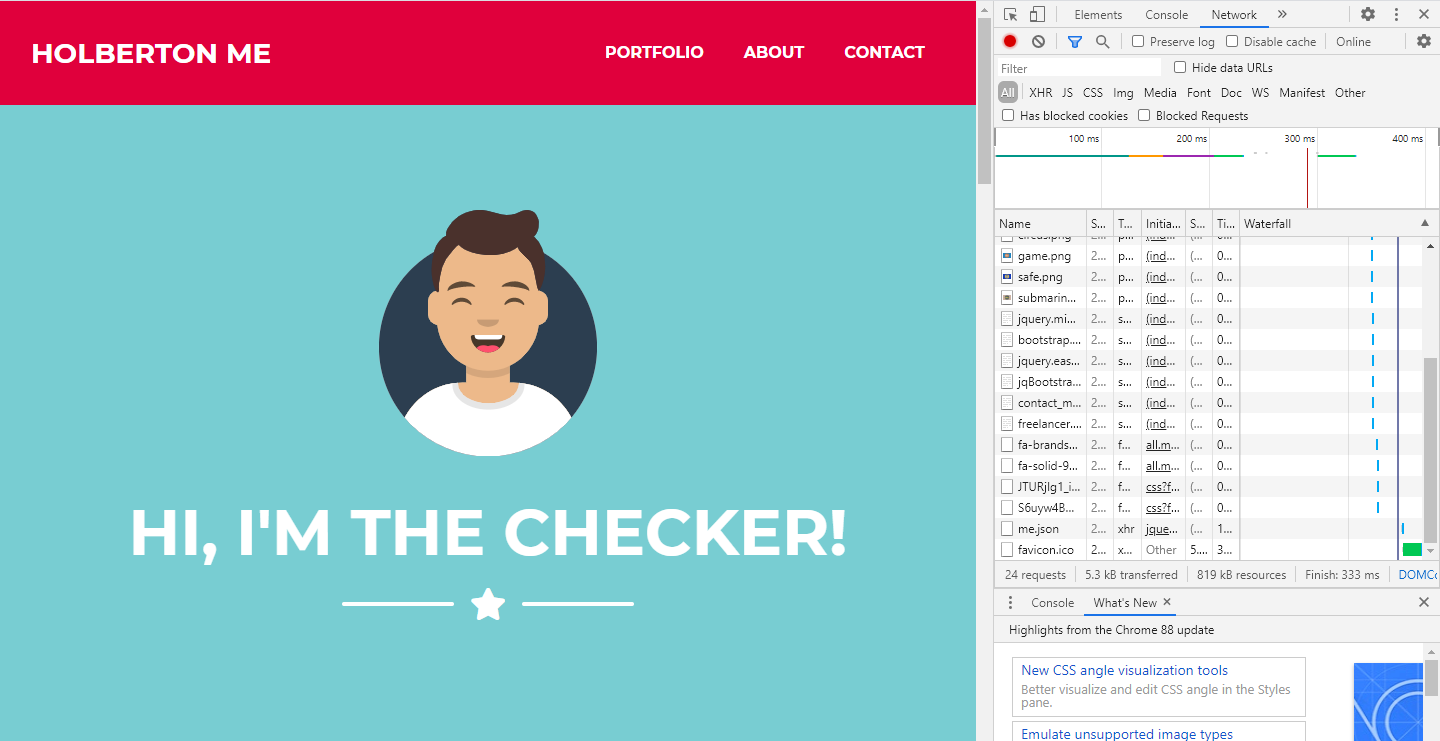 HOLBERTON ME
PORTFOLIO ABOUT CONTACT
HI, I'M THE CHECKER!
Elements Console Network »
Preserve log Disable cache Online
Filter Hide data URLs
All XHR JS CSS Img Media Font Doc WS Manifest Other
Has blocked cookies Blocked Requests
100 ms 200 ms 300 ms 400 ms
Name S... T... Initia... S... Ti... Waterfall
game.png 2... p... (ind... (... 0...
safe.png 2... p... (ind... (... 0...
submarin... 2... p... (ind... (... 0...
jquery.mi... 2... s... (ind... (... 0...
bootstrap.... 2... s... (ind... (... 0...
jquery.eas... 2... s... (ind... (... 0...
jqBootstra... 2... s... (ind... (... 0...
contact_m... 2... s... (ind... (... 0...
freelancer.... 2... s... (ind... (... 0...
fa-brands... 2... f... all.m... (... 0...
fa-solid-9... 2... f... all.m... (... 0...
JTURjIg1_i... 2... f... css?f... (... 0...
S6uyw4B... 2... f... css?f... (... 0...
me.json 2... xhr jque... (... 1...
favicon.ico 2... x... Other 5.... 3...
24 requests 5.3 kB transferred 819 kB resources Finish: 333 ms DOMCo
Console What's New ×
Highlights from the Chrome 88 update
New CSS angle visualization tools
Better visualize and edit CSS angle in the Styles
pane.
Emulate unsupported image types